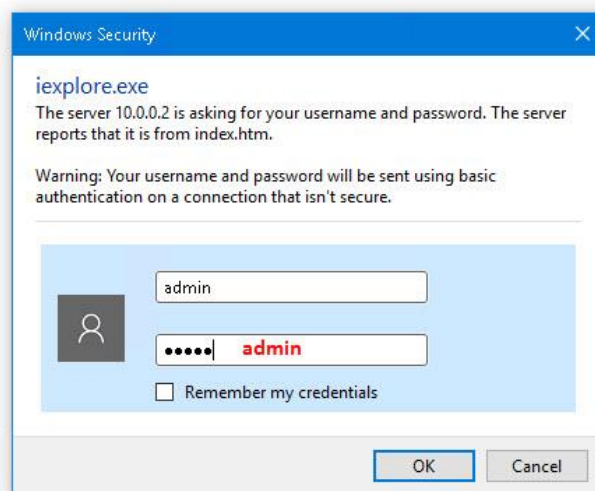 Windows Security
iexplore.exe
The server 10.0.0.2 is asking for your username and password. The server
reports that it is from index.htm.
Warning: Your username and password will be sent using basic
authentication on a connection that isn't secure.
admin
●●●●● admin
Remember my credentials
OK Cancel